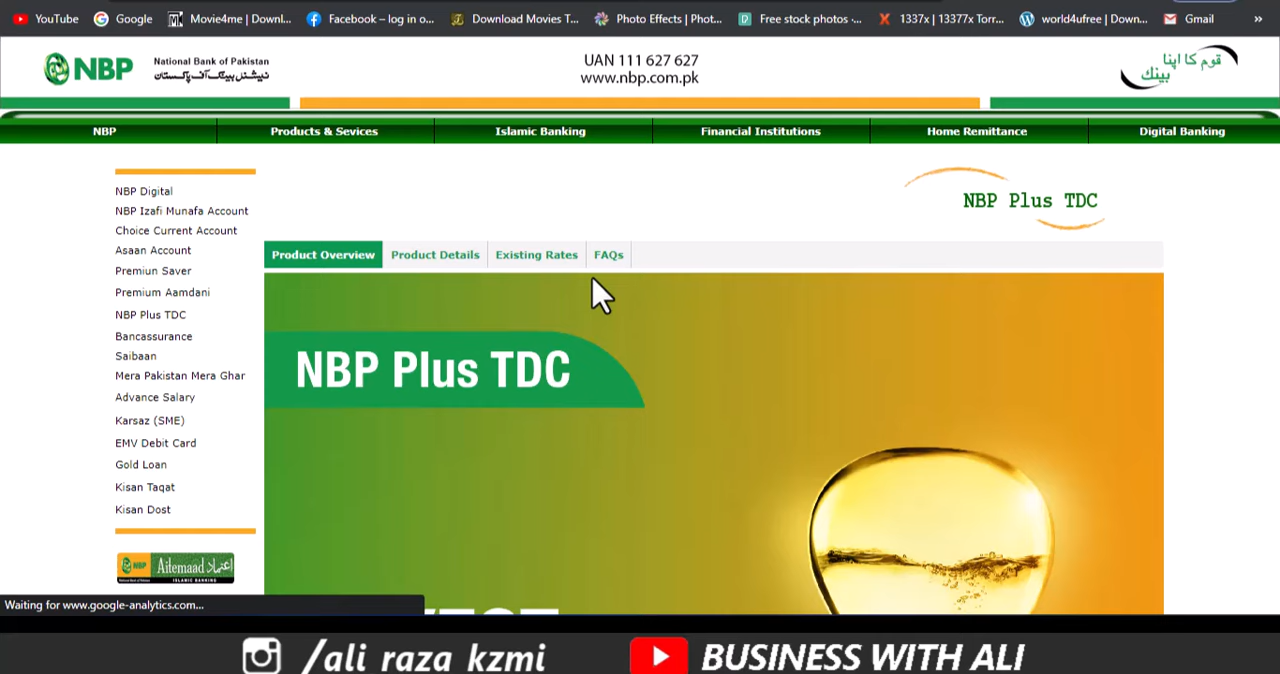 YouTube Google Movie4me | Downl... Facebook – log in o... Download Movies T... Photo Effects | Phot... Free stock photos -... 1337x | 13377x Torr... world4ufree | Down... Gmail »
NBP National Bank of Pakistan
نیشنل بینک آف پاکستان
UAN 111 627 627
www.nbp.com.pk
قوم کا اپنا
بینک
NBP Products & Sevices Islamic Banking Financial Institutions Home Remittance Digital Banking
NBP Plus TDC
NBP Digital
NBP Izafi Munafa Account
Choice Current Account
Asaan Account
Premiun Saver
Premium Aamdani
NBP Plus TDC
Bancassurance
Saibaan
Mera Pakistan Mera Ghar
Advance Salary
Karsaz (SME)
EMV Debit Card
Gold Loan
Kisan Taqat
Kisan Dost
NBP Aitemaad اعتماد
ISLAMIC BANKING
Product Overview Product Details Existing Rates FAQs
NBP Plus TDC
Waiting for www.google-analytics.com...
/ali raza kzmi BUSINESS WITH ALI